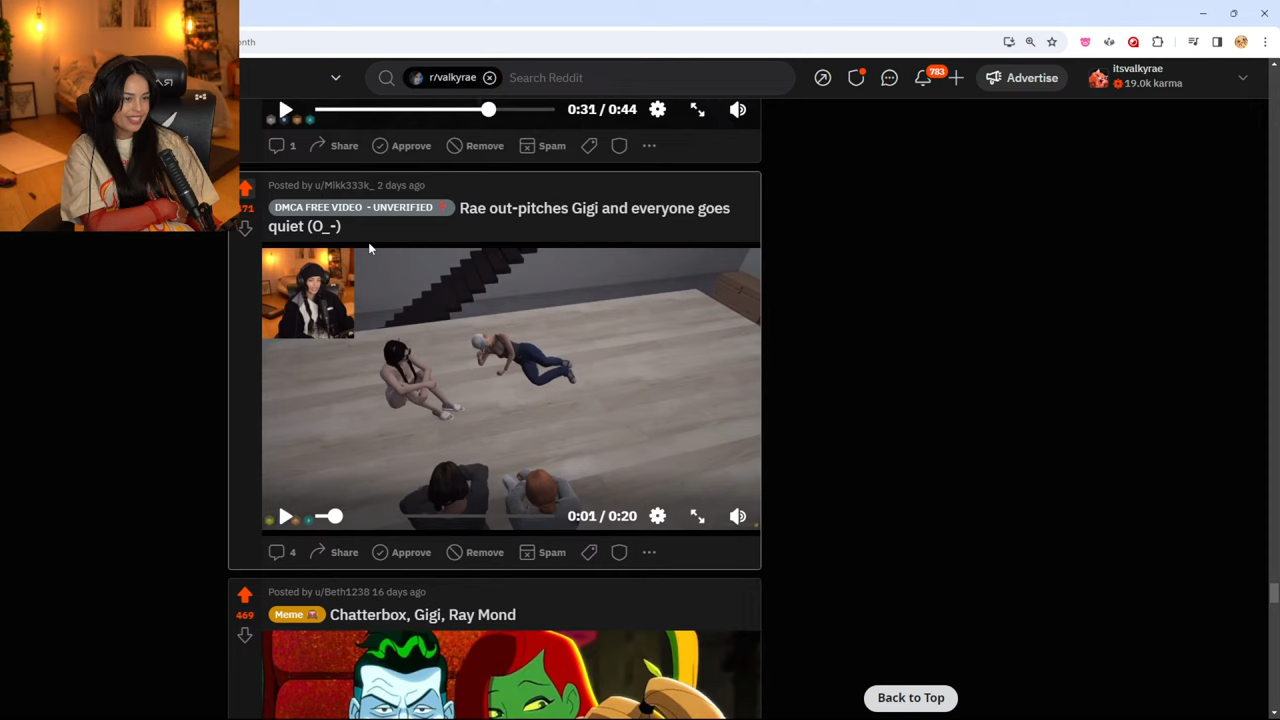 onth
r/valkyrae
Search Reddit
783
Advertise
itsvalkyrae
19.0k karma
0:31 / 0:44
1
Share
Approve
Remove
Spam
Posted by u/Mikk333k_ 2 days ago
71
DMCA FREE VIDEO - UNVERIFIED❗ Rae out-pitches Gigi and everyone goes
quiet (O_-)
0:01 / 0:20
4
Share
Approve
Remove
Spam
Posted by u/Beth1238 16 days ago
469
Meme Chatterbox, Gigi, Ray Mond
Back to Top